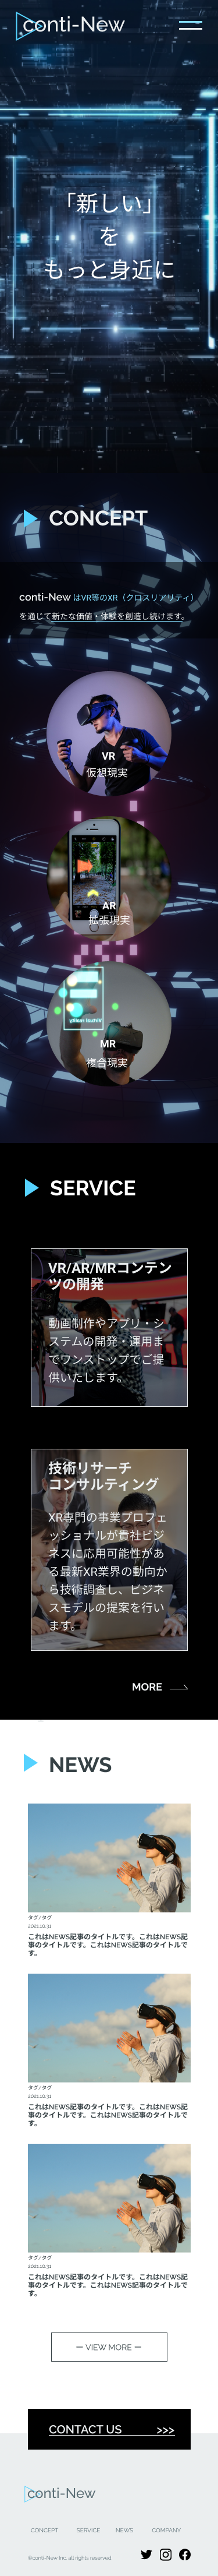 conti-New
「新しい」
を
もっと身近に
CONCEPT
conti-New はVR等のXR（クロスリアリティ）
を通じて新たな価値・体験を創造し続けます。
VR
仮想現実
AR
拡張現実
Virtual reality
MR
複合現実
SERVICE
VR/AR/MRコンテン
ツの開発
動画制作やアプリ・シ
ステムの開発・運用ま
でワンストップでご提
供いたします。
技術リサーチ
コンサルティング
XR専門の事業プロフェ
ッショナルが貴社ビジ
ネスに応用可能性があ
る最新XR業界の動向か
ら技術調査し、ビジネ
スモデルの提案を行い
ます。
MORE
NEWS
タグ/タグ
2021.10.31
これはNEWS記事のタイトルです。これはNEWS記
事のタイトルです。これはNEWS記事のタイトルで
す。
タグ/タグ
2021.10.31
これはNEWS記事のタイトルです。これはNEWS記
事のタイトルです。これはNEWS記事のタイトルで
す。
タグ/タグ
2021.10.31
これはNEWS記事のタイトルです。これはNEWS記
事のタイトルです。これはNEWS記事のタイトルで
す。
ー VIEW MORE ー
CONTACT US >>>
conti-New
CONCEPT SERVICE NEWS COMPANY
©conti-New Inc. all rights reserved.